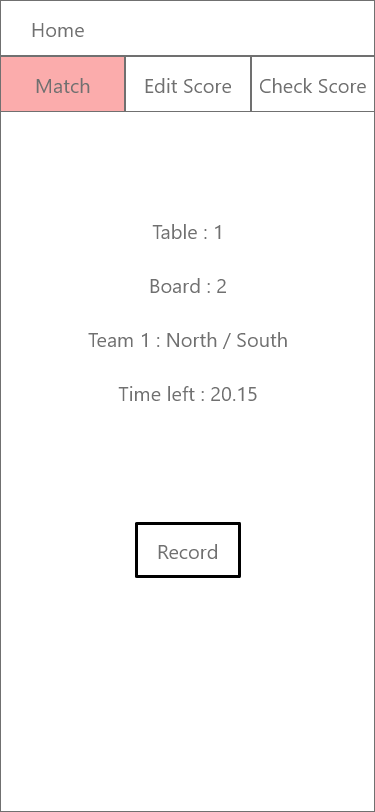 Home
Match Edit Score Check Score
Table : 1
Board : 2
Team 1 : North / South
Time left : 20.15
Record